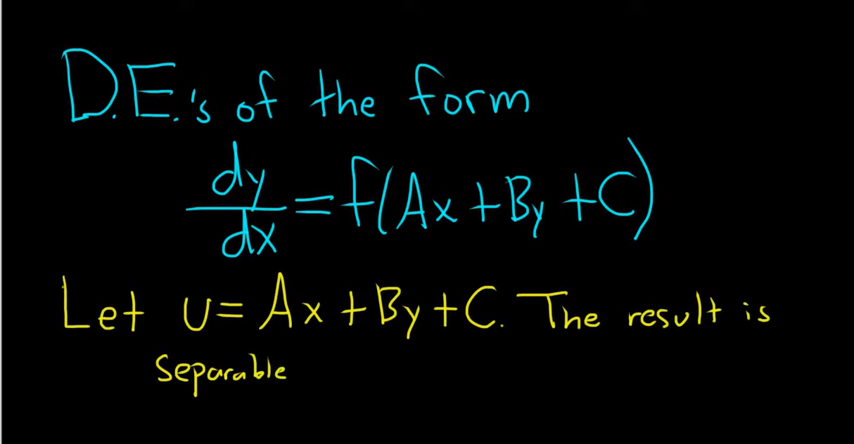 D.E.'s of the form
dy/dx = f(Ax + By + C)
Let u = Ax + By + C. The result is
separable